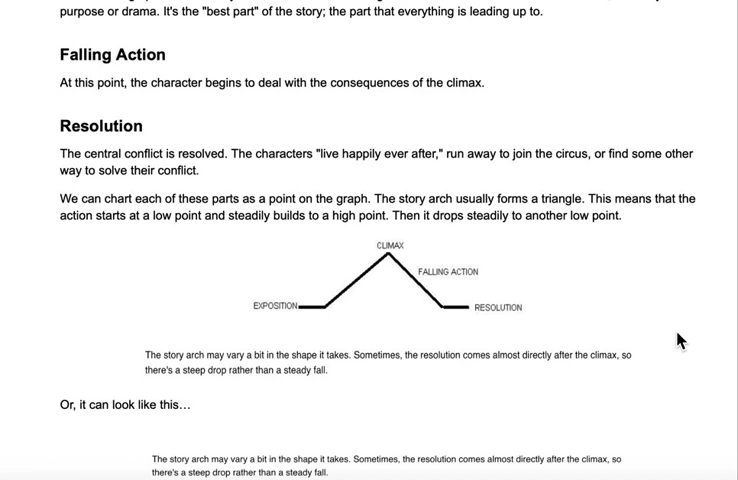 purpose or drama. It's the "best part" of the story; the part that everything is leading up to.
Falling Action
At this point, the character begins to deal with the consequences of the climax.
Resolution
The central conflict is resolved. The characters "live happily ever after," run away to join the circus, or find some other
way to solve their conflict.
We can chart each of these parts as a point on the graph. The story arch usually forms a triangle. This means that the
action starts at a low point and steadily builds to a high point. Then it drops steadily to another low point.
CLIMAX
FALLING ACTION
EXPOSITION
RESOLUTION
The story arch may vary a bit in the shape it takes. Sometimes, the resolution comes almost directly after the climax, so
there's a steep drop rather than a steady fall.
Or, it can look like this…
The story arch may vary a bit in the shape it takes. Sometimes, the resolution comes almost directly after the climax, so
there's a steep drop rather than a steady fall.